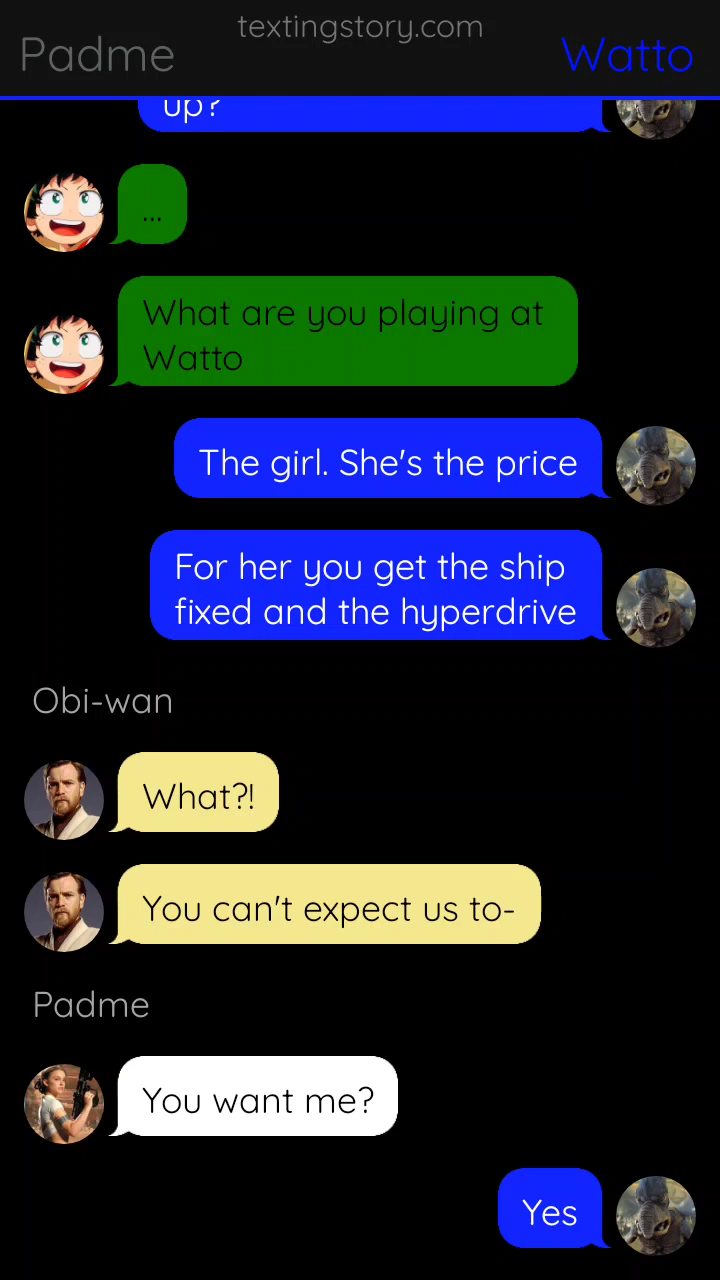 textingstory.com
Padme
Watto
up?
...
What are you playing at
Watto
The girl. She's the price
For her you get the ship
fixed and the hyperdrive
Obi-wan
What?!
You can't expect us to-
Padme
You want me?
Yes